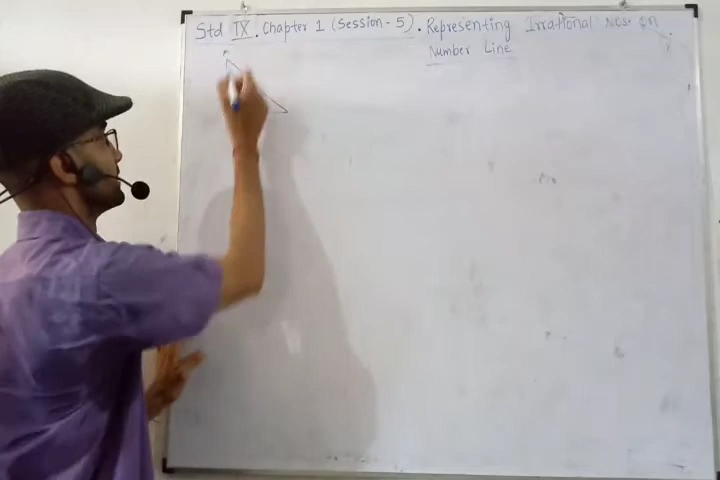 Std IX. Chapter 1 (Session - 5). Representing Irrational nos. on
Number Line